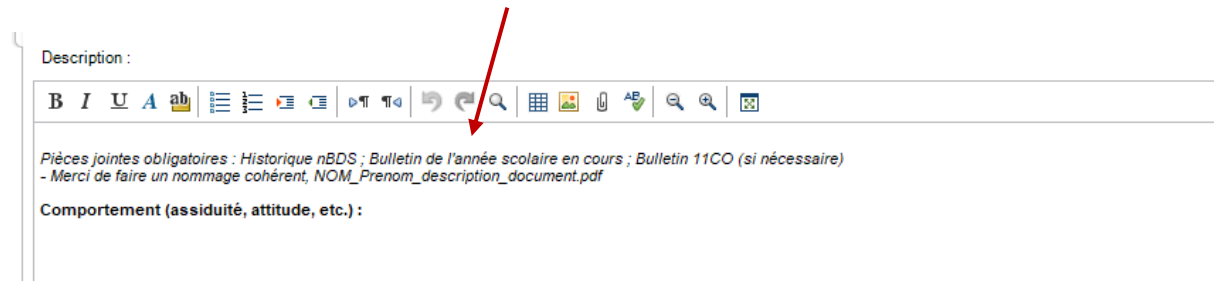 Description :
B I U A ab
Pièces jointes obligatoires : Historique nBDS ; Bulletin de l'année scolaire en cours ; Bulletin 11CO (si nécessaire)
- Merci de faire un nommage cohérent, NOM_Prenom_description_document.pdf
Comportement (assiduité, attitude, etc.) :